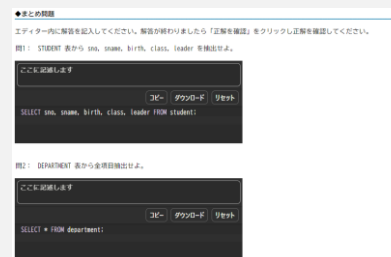 ◆まとめ問題
エディター内に解答を記入してください。解答が終わりましたら「正解を確認」をクリックし正解を確認してください。
問1： STUDENT 表から sno, sname, birth, class, leader を抽出せよ。
ここに記述します
コピー ダウンロード リセット
SELECT sno, sname, birth, class, leader FROM student;
問2： DEPARTMENT 表から全項目抽出せよ。
ここに記述します
コピー ダウンロード リセット
SELECT * FROM department;